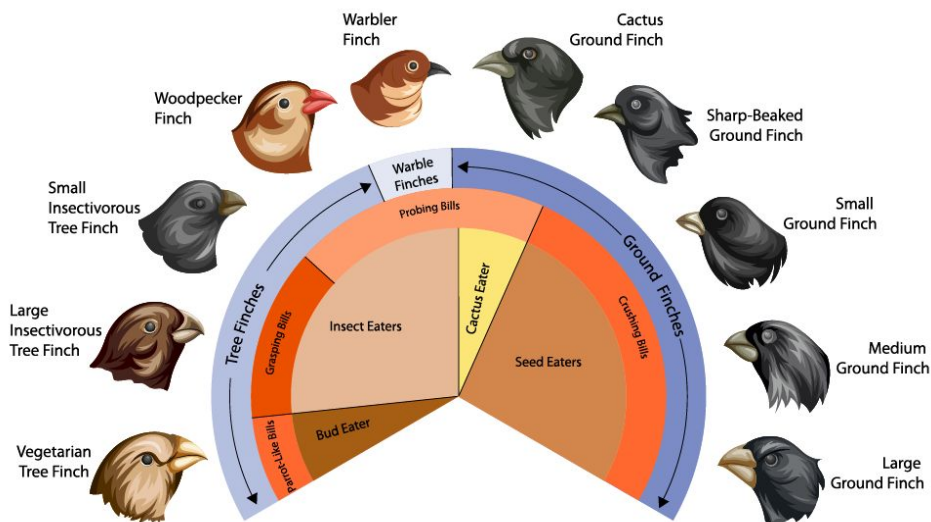 Warbler
Finch
Cactus
Ground Finch
Woodpecker
Finch
Sharp-Beaked
Ground Finch
Small
Insectivorous
Tree Finch
Small
Ground Finch
Large
Insectivorous
Tree Finch
Medium
Ground Finch
Vegetarian
Tree Finch
Large
Ground Finch
Warble
Finches
Tree Finches
Ground Finches
Probing Bills
Grasping Bills
Crushing Bills
Parrot-Like Bills
Insect Eaters
Cactus Eater
Seed Eaters
Bud Eater